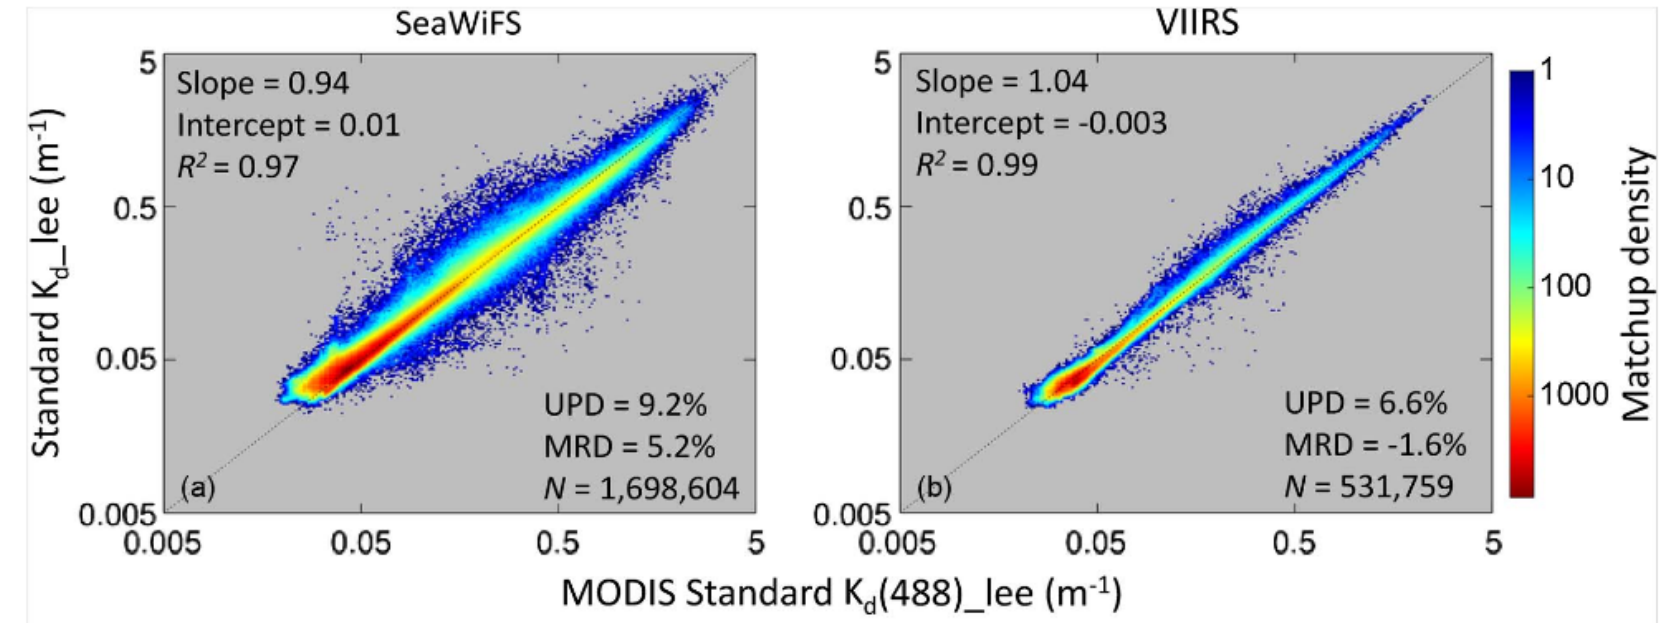 SeaWiFS
VIIRS
Standard K_d_lee (m⁻¹)
5
0.5
0.05
0.005
Slope = 0.94
Intercept = 0.01
R² = 0.97
UPD = 9.2%
MRD = 5.2%
N = 1,698,604
(a)
0.005
0.05
0.5
5
5
0.5
0.05
0.005
Slope = 1.04
Intercept = -0.003
R² = 0.99
UPD = 6.6%
MRD = -1.6%
N = 531,759
(b)
0.005
0.05
0.5
5
1
10
100
1000
Matchup density
MODIS Standard K_d(488)_lee (m⁻¹)